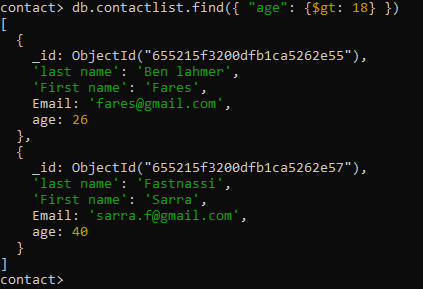 contact> db.contactlist.find({ "age": {$gt: 18} })
[
  {
    _id: ObjectId("655215f3200dfb1ca5262e55"),
    'last name': 'Ben lahmer',
    'First name': 'Fares',
    Email: 'fares@gmail.com',
    age: 26
  },
  {
    _id: ObjectId("655215f3200dfb1ca5262e57"),
    'last name': 'Fastnassi',
    'First name': 'Sarra',
    Email: 'sarra.f@gmail.com',
    age: 40
  }
]
contact>